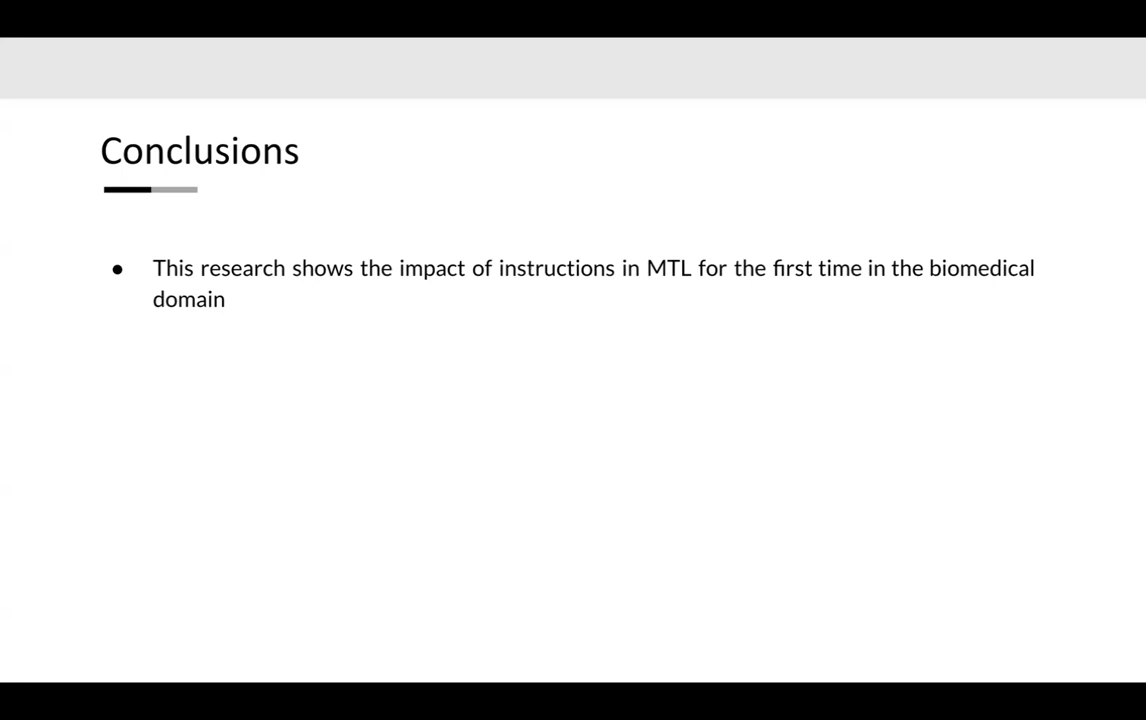 Conclusions
● This research shows the impact of instructions in MTL for the first time in the biomedical
domain